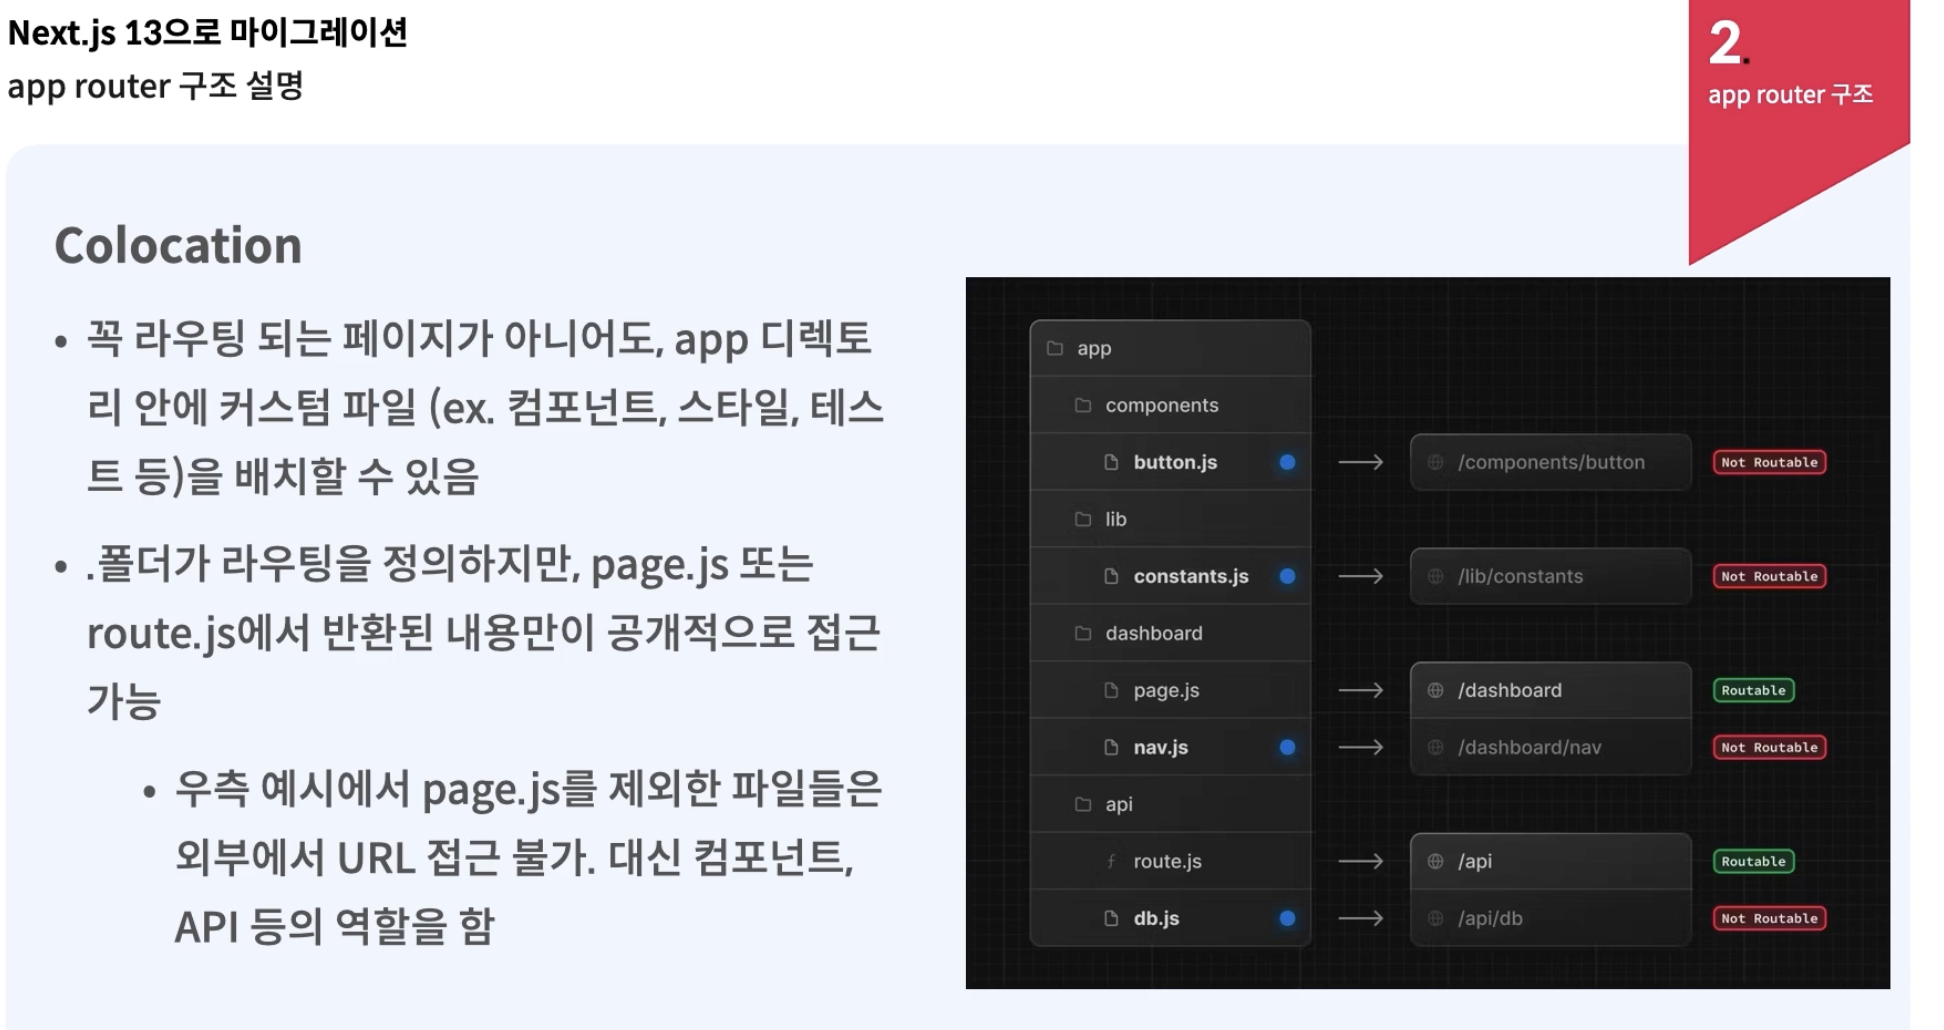 Next.js 13으로 마이그레이션
app router 구조 설명
2.
app router 구조
Colocation
• 꼭 라우팅 되는 페이지가 아니어도, app 디렉토
리 안에 커스텀 파일 (ex. 컴포넌트, 스타일, 테스
트 등)을 배치할 수 있음
• .폴더가 라우팅을 정의하지만, page.js 또는
route.js에서 반환된 내용만이 공개적으로 접근
가능
• 우측 예시에서 page.js를 제외한 파일들은
외부에서 URL 접근 불가. 대신 컴포넌트,
API 등의 역할을 함
app
components
button.js /components/button Not Routable
lib
constants.js /lib/constants Not Routable
dashboard
page.js /dashboard Routable
nav.js /dashboard/nav Not Routable
api
route.js /api Routable
db.js /api/db Not Routable